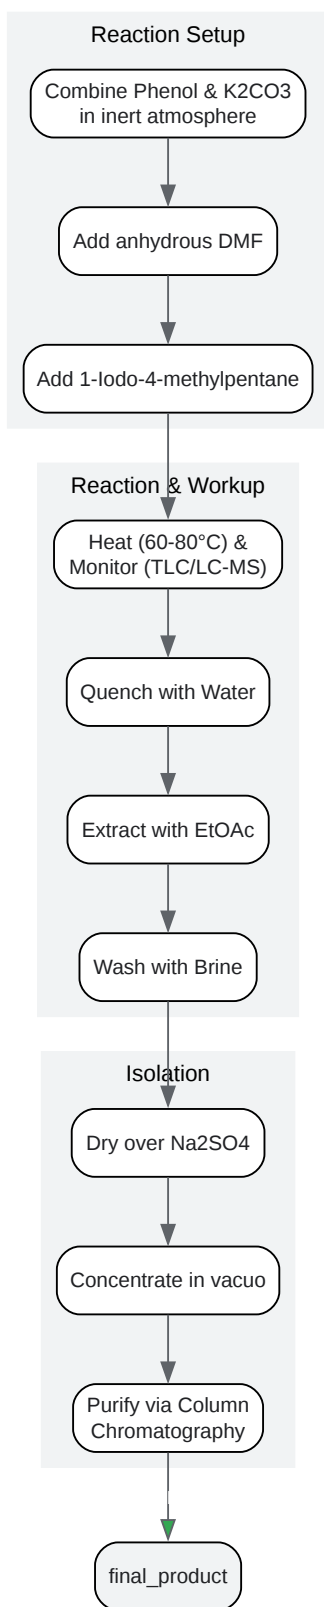 Reaction Setup
Combine Phenol & K2CO3
in inert atmosphere
Add anhydrous DMF
Add 1-Iodo-4-methylpentane
Reaction & Workup
Heat (60-80°C) &
Monitor (TLC/LC-MS)
Quench with Water
Extract with EtOAc
Wash with Brine
Isolation
Dry over Na2SO4
Concentrate in vacuo
Purify via Column
Chromatography
final_product